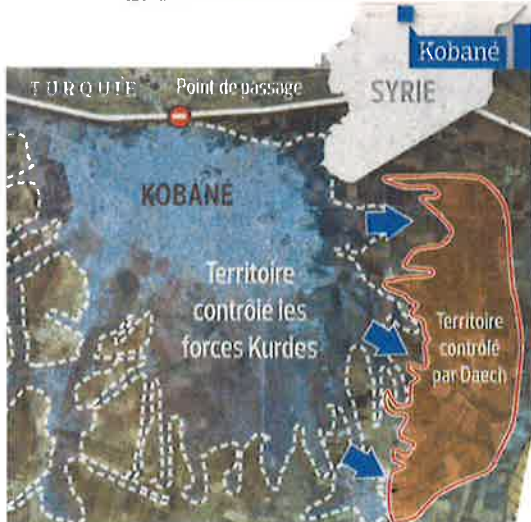 Kobané
SYRIE
TURQUIE
Point de passage
KOBANÉ
Territoire
contrôlé les
forces Kurdes
Territoire
contrôlé
par Daech